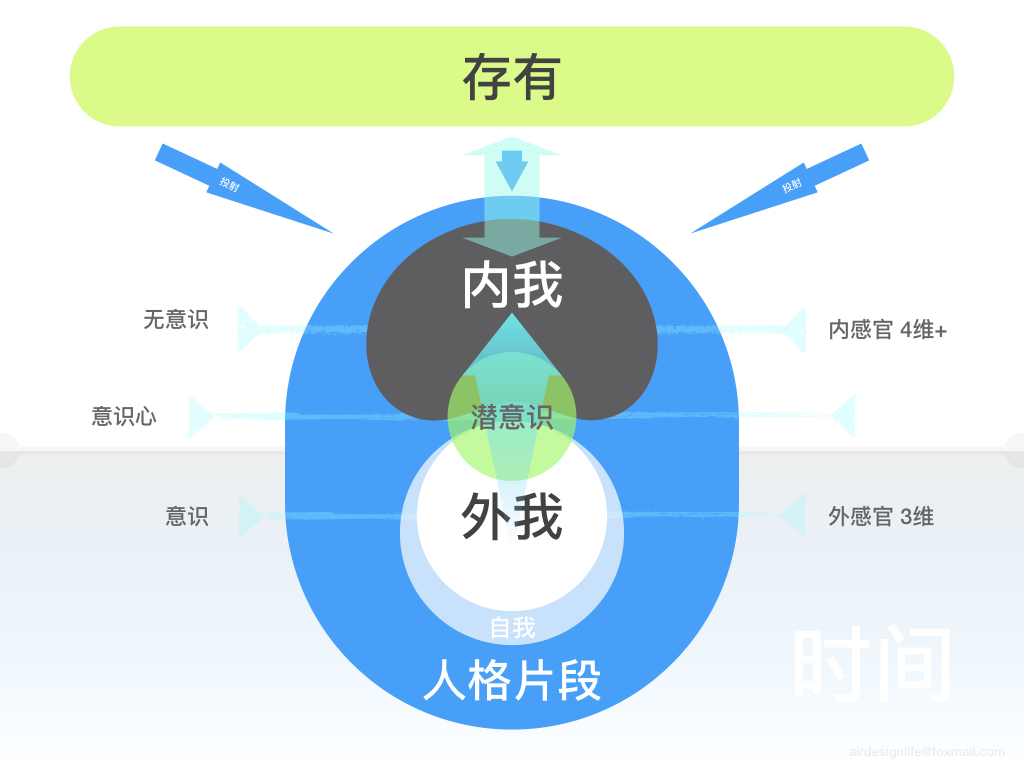 存有
投射
投射
内我
无意识
内感官 4维+
意识心
潜意识
意识
外我
外感官 3维
自我
人格片段
时间
airdesignlife@foxmail.com